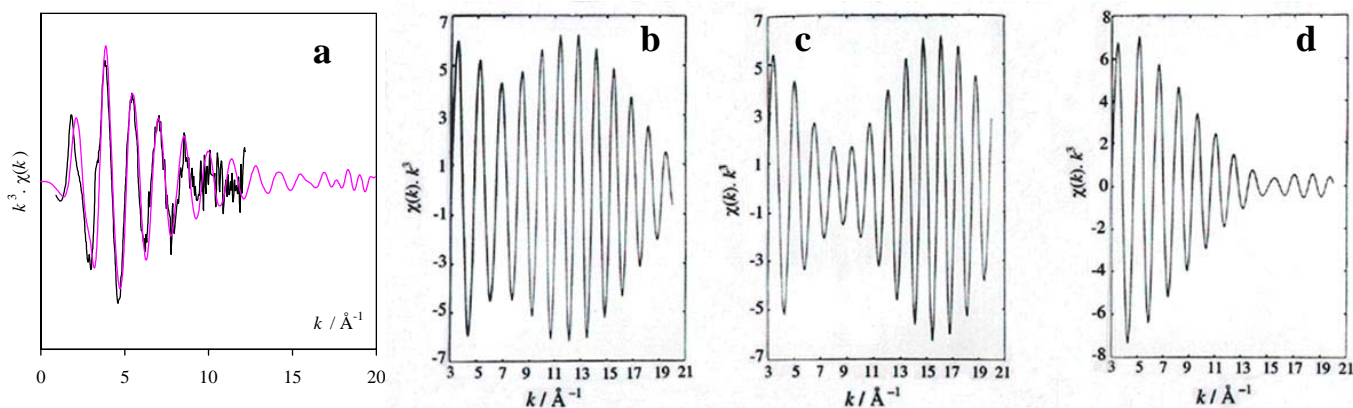 a
k³ . χ(k)
k / Å⁻¹
0 5 10 15 20
b
7
5
3
1
-1
-3
-5
-7
χ(k). k³
3 5 7 9 11 13 15 17 19 21
k / Å⁻¹
c
7
5
3
1
-1
-3
-5
-7
χ(k). k³
3 5 7 9 11 13 15 17 19 21
k / Å⁻¹
d
8
6
4
2
0
-2
-4
-6
-8
χ(k). k³
3 5 7 9 11 13 15 17 19 21
k / Å⁻¹